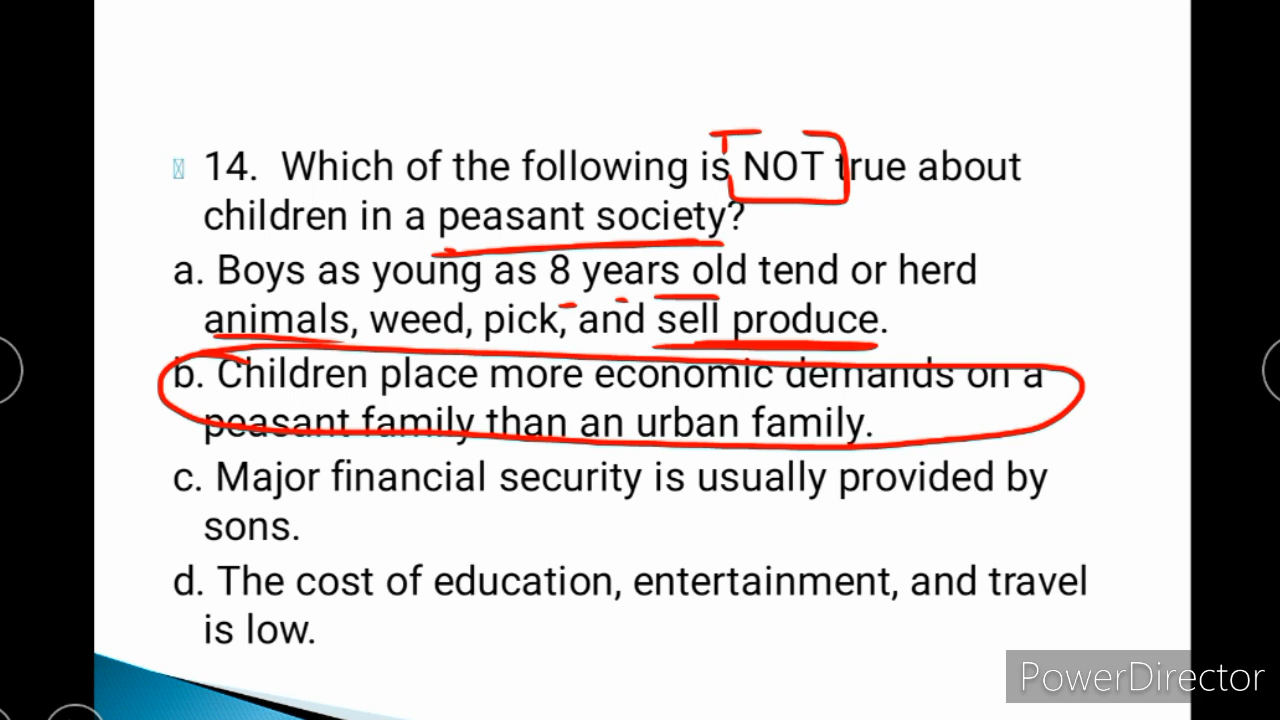 14. Which of the following is NOT true about
children in a peasant society?
a. Boys as young as 8 years old tend or herd
animals, weed, pick, and sell produce.
b. Children place more economic demands on a
peasant family than an urban family.
c. Major financial security is usually provided by
sons.
d. The cost of education, entertainment, and travel
is low.
PowerDirector